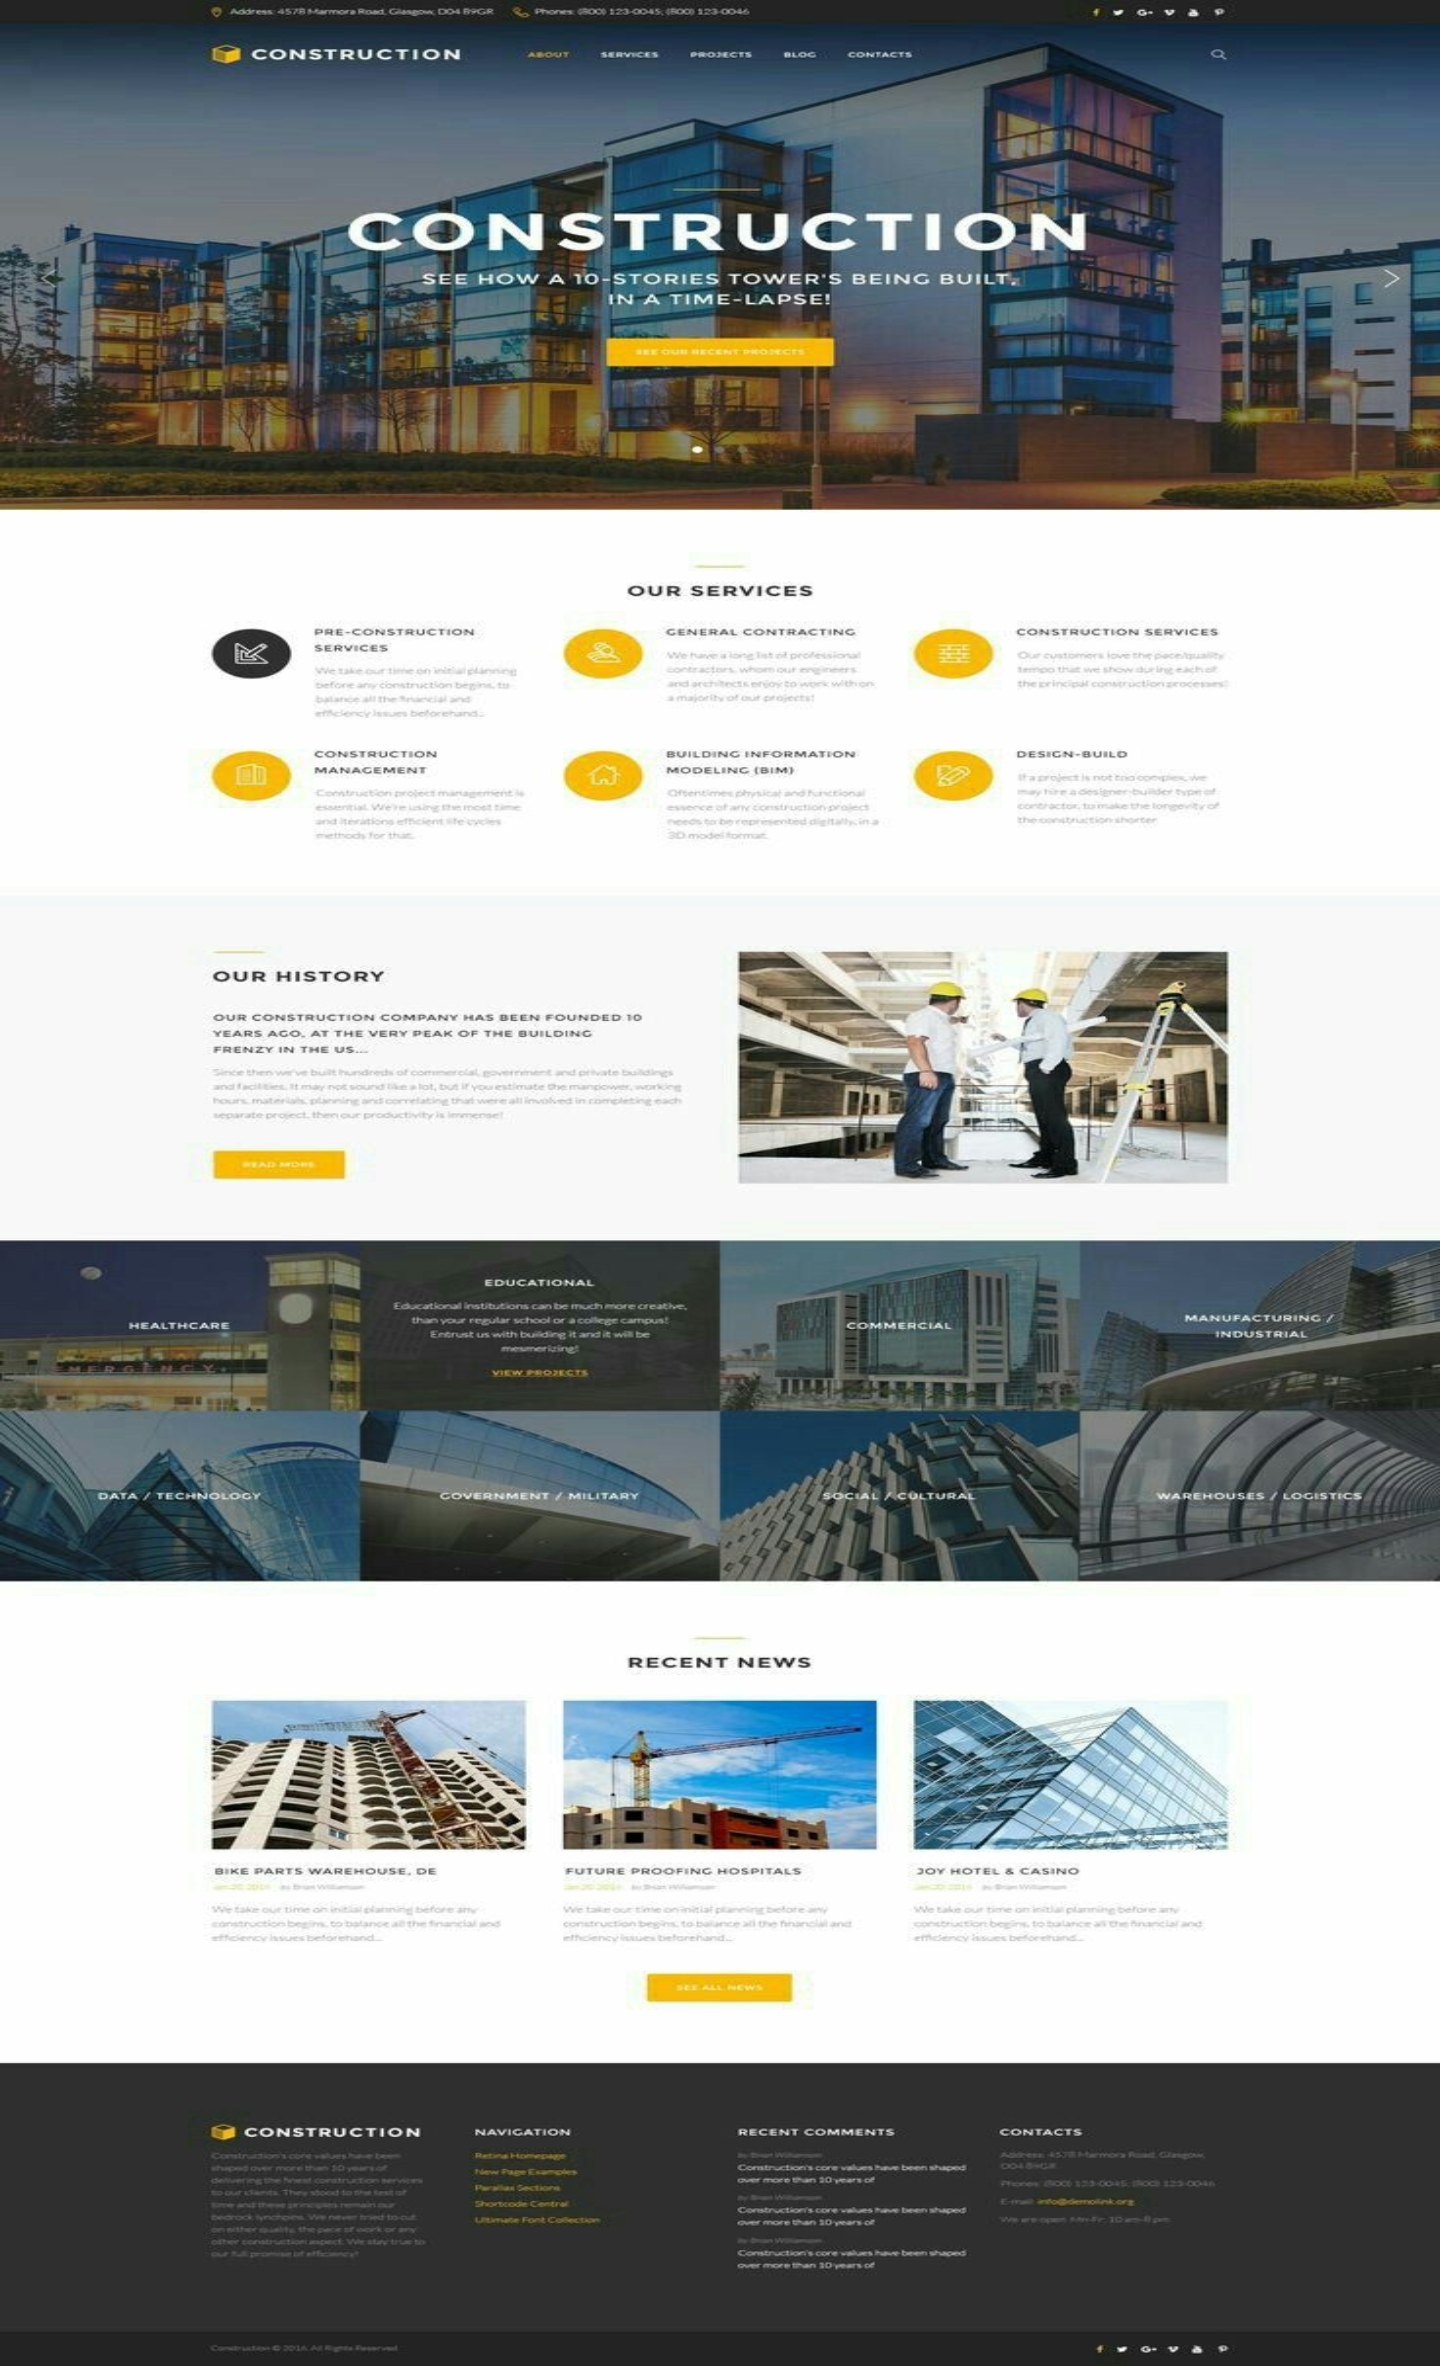 Address: 4578 Marmora Road, Glasgow, D04 89GR
Phones: (800) 123-0045; (800) 123-0046
CONSTRUCTION
ABOUT
SERVICES
PROJECTS
BLOG
CONTACTS
CONSTRUCTION
SEE HOW A 10-STORIES TOWER'S BEING BUILT,
IN A TIME-LAPSE!
SEE OUR RECENT PROJECTS
OUR SERVICES
PRE-CONSTRUCTION
SERVICES
We take our time on initial planning
before any construction begins, to
balance all the financial and
efficiency issues beforehand...
GENERAL CONTRACTING
We have a long list of professional
contractors, whom our engineers
and architects enjoy to work with on
a majority of our projects!
CONSTRUCTION SERVICES
Our customers love the pace/quality
tempo that we show during each of
the principal construction processes!
CONSTRUCTION
MANAGEMENT
Construction project management is
essential. We're using the most time
and iterations efficient life cycles
methods for that.
BUILDING INFORMATION
MODELING (BIM)
Oftentimes physical and functional
essence of any construction project
needs to be represented digitally, in a
3D model format.
DESIGN-BUILD
If a project is not too complex, we
may hire a designer-builder type of
contractor, to make the longevity of
the construction shorter
OUR HISTORY
OUR CONSTRUCTION COMPANY HAS BEEN FOUNDED 10
YEARS AGO, AT THE VERY PEAK OF THE BUILDING
FRENZY IN THE US...
Since then we've built hundreds of commercial, government and private buildings
and facilities. It may not sound like a lot, but if you estimate the manpower, working
hours, materials, planning and correlating that were all involved in completing each
separate project, then our productivity is immense!
READ MORE
HEALTHCARE
EMERGENCY
EDUCATIONAL
Educational institutions can be much more creative,
than your regular school or a college campus!
Entrust us with building it and it will be
mesmerizing!
VIEW PROJECTS
COMMERCIAL
MANUFACTURING /
INDUSTRIAL
DATA / TECHNOLOGY
GOVERNMENT / MILITARY
SOCIAL / CULTURAL
WAREHOUSES / LOGISTICS
RECENT NEWS
BIKE PARTS WAREHOUSE, DE
Jan 20, 2016 by Brian Williamson
We take our time on initial planning before any
construction begins, to balance all the financial and
efficiency issues beforehand...
FUTURE PROOFING HOSPITALS
Jan 20, 2016 by Brian Williamson
We take our time on initial planning before any
construction begins, to balance all the financial and
efficiency issues beforehand...
JOY HOTEL & CASINO
Jan 20, 2016 by Brian Williamson
We take our time on initial planning before any
construction begins, to balance all the financial and
efficiency issues beforehand...
SEE ALL NEWS
CONSTRUCTION
Construction's core values have been
shaped over more than 10 years of
delivering the finest construction services
to our clients. They stood to the test of
time and these principles remain our
bedrock lynchpins. We never tried to cut
on either quality, the pace of work or any
other construction aspect. We stay true to
our full promise of efficiency!
NAVIGATION
Retina Homepage
New Page Examples
Parallax Sections
Shortcode Central
Ultimate Font Collection
RECENT COMMENTS
by Brian Williamson
Construction's core values have been shaped
over more than 10 years of
by Brian Williamson
Construction's core values have been shaped
over more than 10 years of
by Brian Williamson
Construction's core values have been shaped
over more than 10 years of
CONTACTS
Address: 4578 Marmora Road, Glasgow,
D04 89GR
Phones: (800) 123-0045; (800) 123-0046
E-mail: info@demolink.org
We are open: Mn-Fr: 10 am-8 pm
Construction © 2016. All Rights Reserved